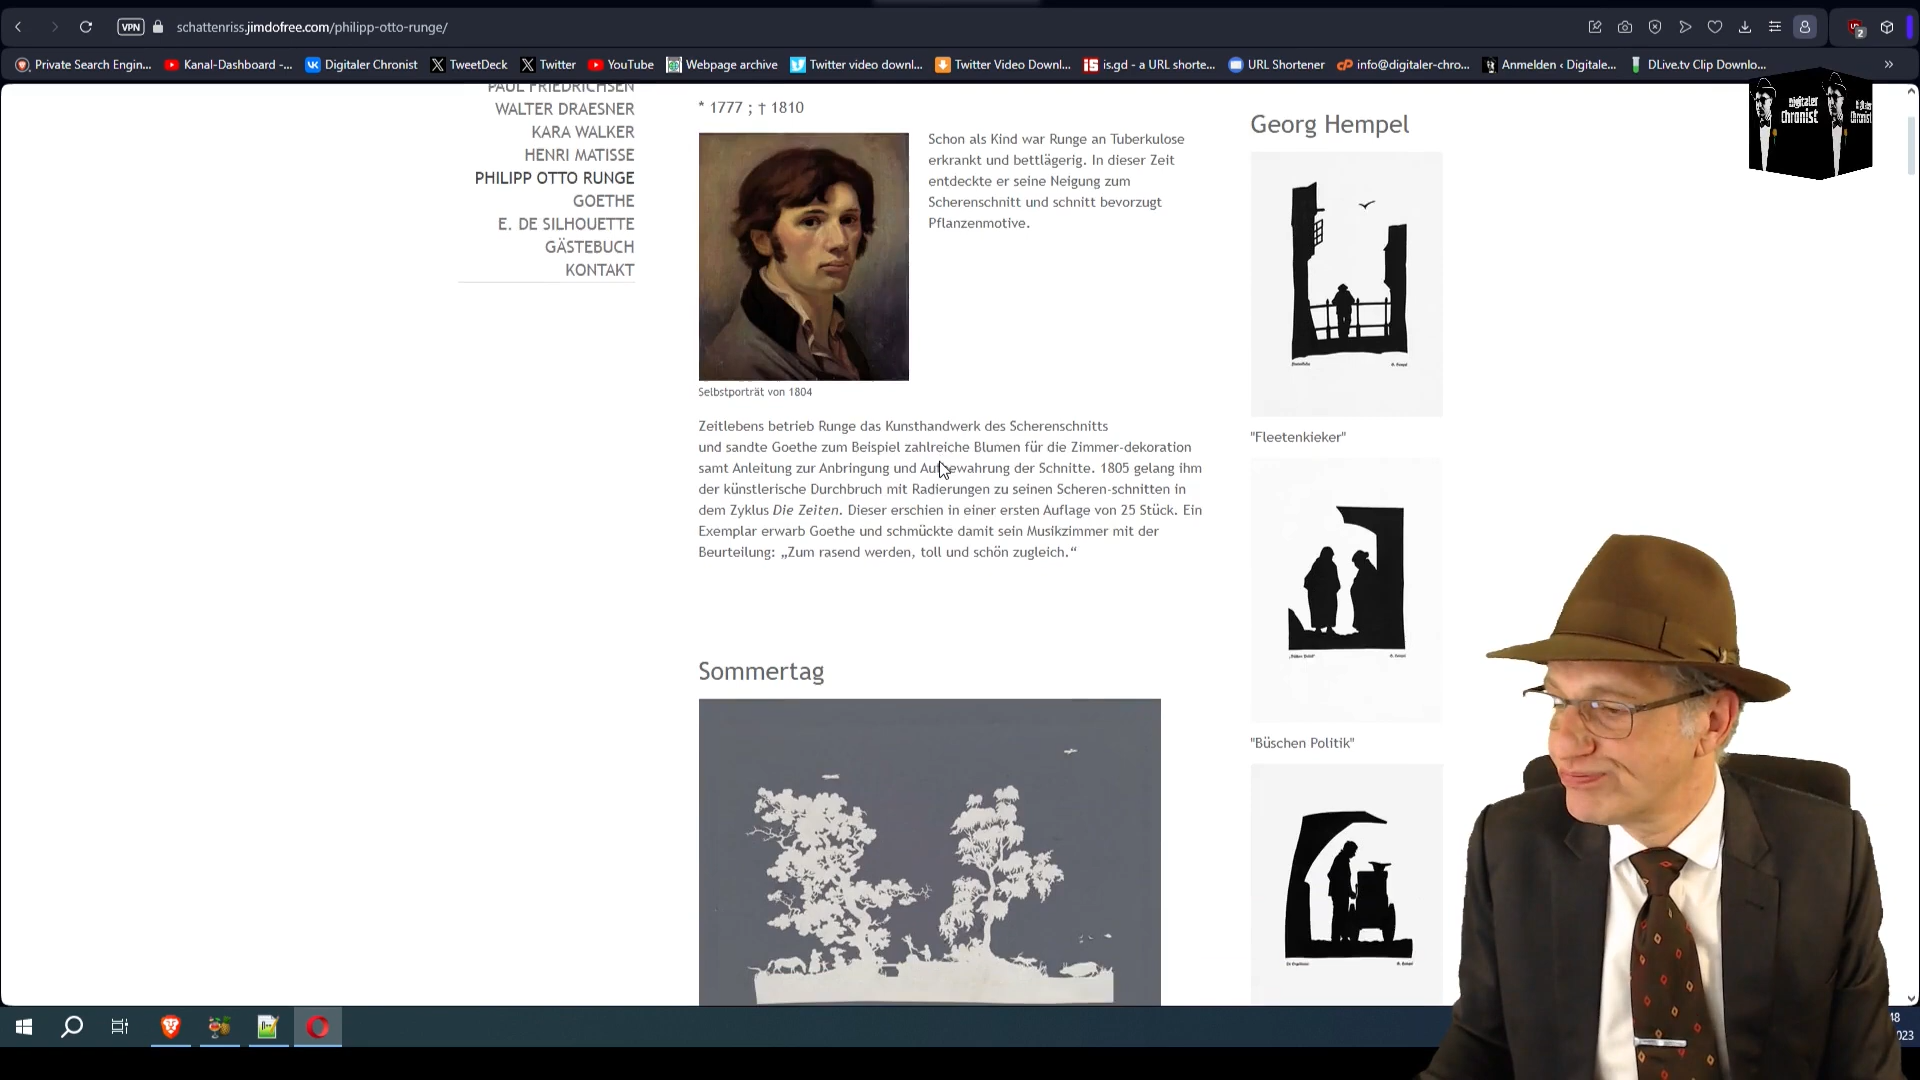 VPN
schattenriss.jimdofree.com/philipp-otto-runge/
2
Private Search Engin...
Kanal-Dashboard -...
Digitaler Chronist
TweetDeck
Twitter
YouTube
Webpage archive
Twitter video downl...
Twitter Video Downl...
is.gd - a URL shorte...
URL Shortener
info@digitaler-chro...
Anmelden ‹ Digitale...
DLive.tv Clip Downlo...
»
Digitaler
Chronist
PAUL FRIEDRICHSEN
WALTER DRAESNER
KARA WALKER
HENRI MATISSE
PHILIPP OTTO RUNGE
GOETHE
E. DE SILHOUETTE
GÄSTEBUCH
KONTAKT
* 1777 ; † 1810
Schon als Kind war Runge an Tuberkulose
erkrankt und bettlägerig. In dieser Zeit
entdeckte er seine Neigung zum
Scherenschnitt und schnitt bevorzugt
Pflanzenmotive.
Selbstporträt von 1804
Zeitlebens betrieb Runge das Kunsthandwerk des Scherenschnitts
und sandte Goethe zum Beispiel zahlreiche Blumen für die Zimmer-dekoration
samt Anleitung zur Anbringung und Aufbewahrung der Schnitte. 1805 gelang ihm
der künstlerische Durchbruch mit Radierungen zu seinen Scheren-schnitten in
dem Zyklus Die Zeiten. Dieser erschien in einer ersten Auflage von 25 Stück. Ein
Exemplar erwarb Goethe und schmückte damit sein Musikzimmer mit der
Beurteilung: „Zum rasend werden, toll und schön zugleich.“
Sommertag
Georg Hempel
"Fleetenkieker"
"Büschen Politik"
48
023